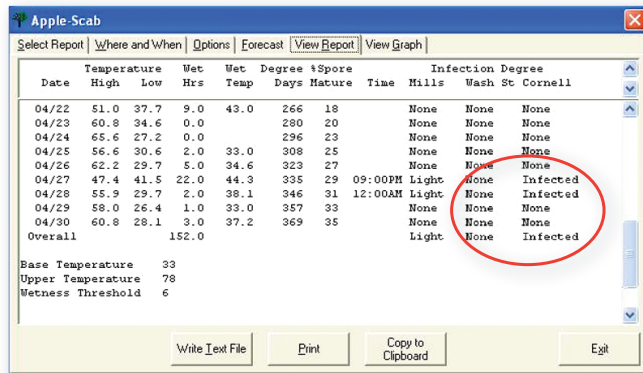 Apple-Scab
Select Report Where and When Options Forecast View Report View Graph
Temperature Wet Wet Degree %Spore Infection Degree
Date High Low Hrs Temp Days Mature Time Mills Wash St Cornell
04/22 51.0 37.7 9.0 43.0 266 18 None None None
04/23 60.8 34.6 0.0 280 20 None None None
04/24 65.6 27.2 0.0 296 23 None None None
04/25 56.6 30.6 2.0 33.0 308 25 None None None
04/26 62.2 29.7 5.0 34.6 323 27 None None None
04/27 47.4 41.5 22.0 44.3 335 29 09:00PM Light None Infected
04/28 55.9 29.7 2.0 38.1 346 31 12:00AM Light None Infected
04/29 58.0 26.4 1.0 33.0 357 33 None None None
04/30 60.8 28.1 3.0 37.2 369 35 None None None
Overall 152.0 Light None Infected
Base Temperature 33
Upper Temperature 78
Wetness Threshold 6
Write Text File Print Copy to Clipboard Exit